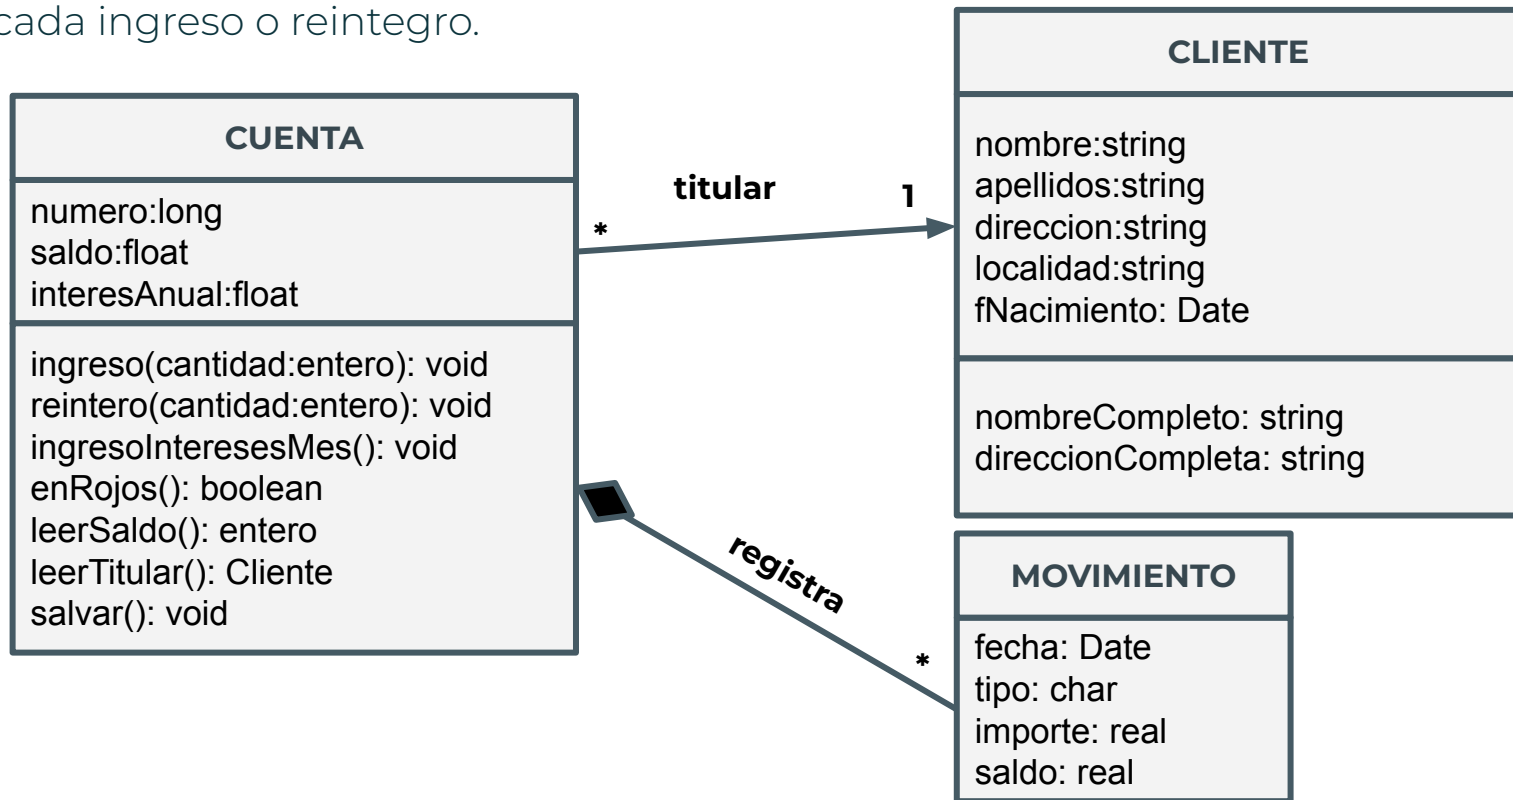 cada ingreso o reintegro.
CUENTA
numero:long
saldo:float
interesAnual:float
ingreso(cantidad:entero): void
reintero(cantidad:entero): void
ingresoInteresesMes(): void
enRojos(): boolean
leerSaldo(): entero
leerTitular(): Cliente
salvar(): void
titular
1
*
CLIENTE
nombre:string
apellidos:string
direccion:string
localidad:string
fNacimiento: Date
nombreCompleto: string
direccionCompleta: string
registra
*
MOVIMIENTO
fecha: Date
tipo: char
importe: real
saldo: real